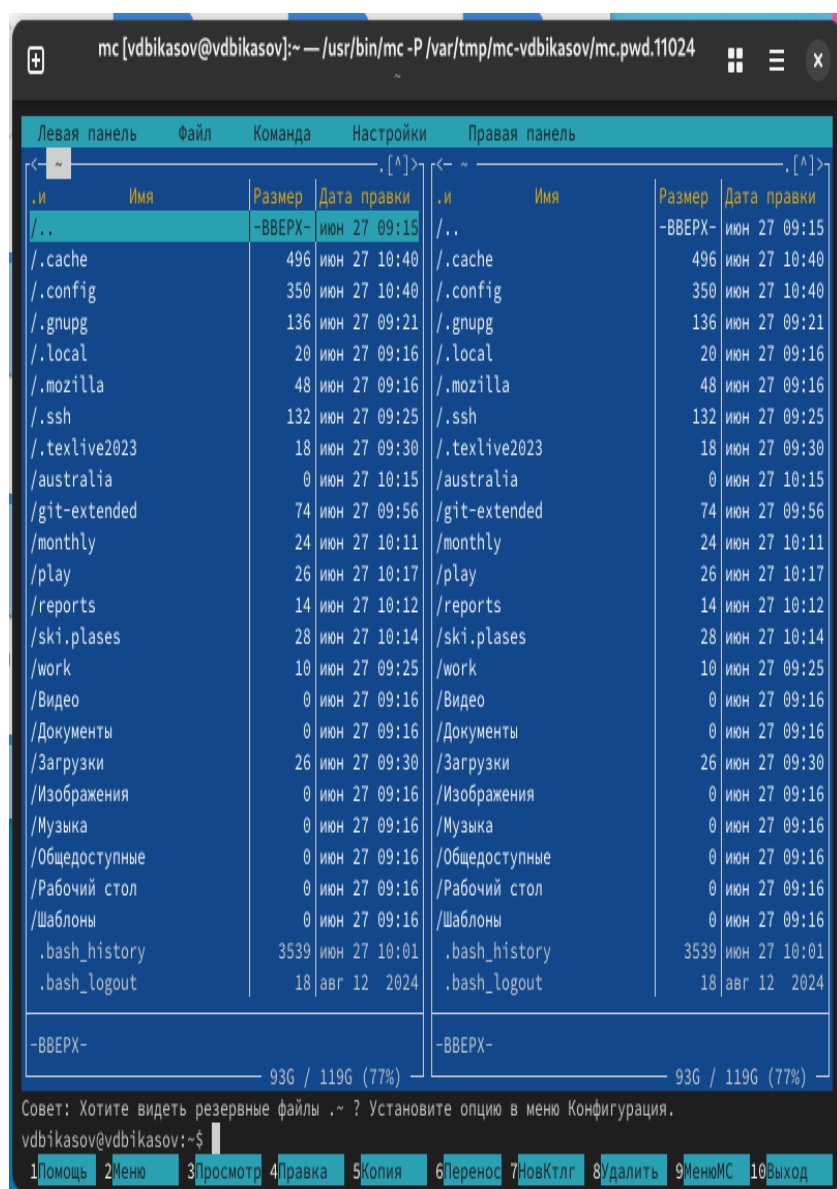 mc [vdbikasov@vdbikasov]:~ — /usr/bin/mc -P /var/tmp/mc-vdbikasov/mc.pwd.11024
~
Левая панель Файл Команда Настройки Правая панель
<─ ~ ─.[^]> <─ ~ ─.[^]>
.и Имя Размер Дата правки .и Имя Размер Дата правки
/.. -ВВЕРХ- июн 27 09:15 /.. -ВВЕРХ- июн 27 09:15
/.cache 496 июн 27 10:40 /.cache 496 июн 27 10:40
/.config 350 июн 27 10:40 /.config 350 июн 27 10:40
/.gnupg 136 июн 27 09:21 /.gnupg 136 июн 27 09:21
/.local 20 июн 27 09:16 /.local 20 июн 27 09:16
/.mozilla 48 июн 27 09:16 /.mozilla 48 июн 27 09:16
/.ssh 132 июн 27 09:25 /.ssh 132 июн 27 09:25
/.texlive2023 18 июн 27 09:30 /.texlive2023 18 июн 27 09:30
/australia 0 июн 27 10:15 /australia 0 июн 27 10:15
/git-extended 74 июн 27 09:56 /git-extended 74 июн 27 09:56
/monthly 24 июн 27 10:11 /monthly 24 июн 27 10:11
/play 26 июн 27 10:17 /play 26 июн 27 10:17
/reports 14 июн 27 10:12 /reports 14 июн 27 10:12
/ski.plases 28 июн 27 10:14 /ski.plases 28 июн 27 10:14
/work 10 июн 27 09:25 /work 10 июн 27 09:25
/Видео 0 июн 27 09:16 /Видео 0 июн 27 09:16
/Документы 0 июн 27 09:16 /Документы 0 июн 27 09:16
/Загрузки 26 июн 27 09:30 /Загрузки 26 июн 27 09:30
/Изображения 0 июн 27 09:16 /Изображения 0 июн 27 09:16
/Музыка 0 июн 27 09:16 /Музыка 0 июн 27 09:16
/Общедоступные 0 июн 27 09:16 /Общедоступные 0 июн 27 09:16
/Рабочий стол 0 июн 27 09:16 /Рабочий стол 0 июн 27 09:16
/Шаблоны 0 июн 27 09:16 /Шаблоны 0 июн 27 09:16
.bash_history 3539 июн 27 10:01 .bash_history 3539 июн 27 10:01
.bash_logout 18 авг 12 2024 .bash_logout 18 авг 12 2024
-ВВЕРХ- -ВВЕРХ-
93G / 119G (77%) 93G / 119G (77%)
Совет: Хотите видеть резервные файлы .~ ? Установите опцию в меню Конфигурация.
vdbikasov@vdbikasov:~$
1Помощь 2Меню 3Просмотр 4Правка 5Копия 6Перенос 7НовКтлг 8Удалить 9МенюМС 10Выход